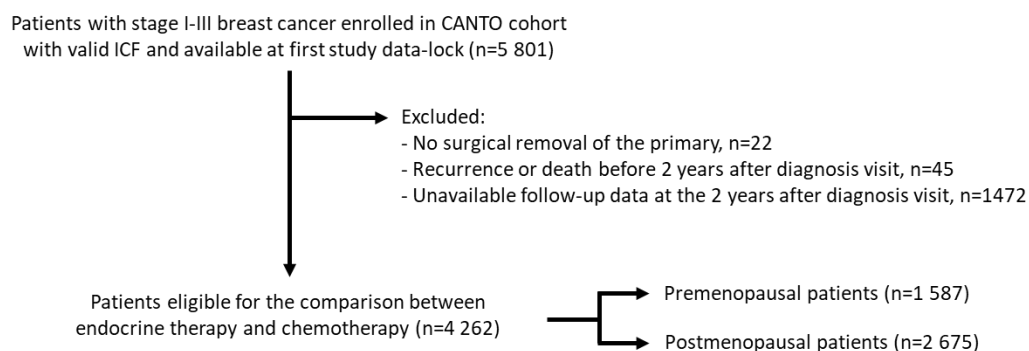 Patients with stage I-III breast cancer enrolled in CANTO cohort
with valid ICF and available at first study data-lock (n=5 801)
Excluded:
- No surgical removal of the primary, n=22
- Recurrence or death before 2 years after diagnosis visit, n=45
- Unavailable follow-up data at the 2 years after diagnosis visit, n=1472
Patients eligible for the comparison between
endocrine therapy and chemotherapy (n=4 262)
Premenopausal patients (n=1 587)
Postmenopausal patients (n=2 675)